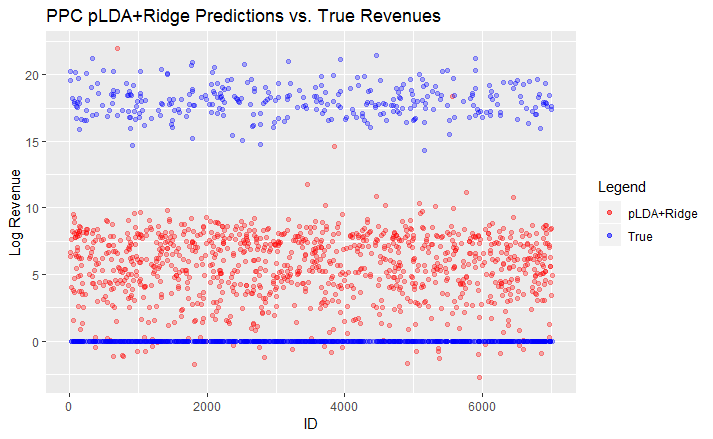 PPC pLDA+Ridge Predictions vs. True Revenues
20
15
10
5
0
Log Revenue
0 2000 4000 6000
ID
Legend
pLDA+Ridge
True